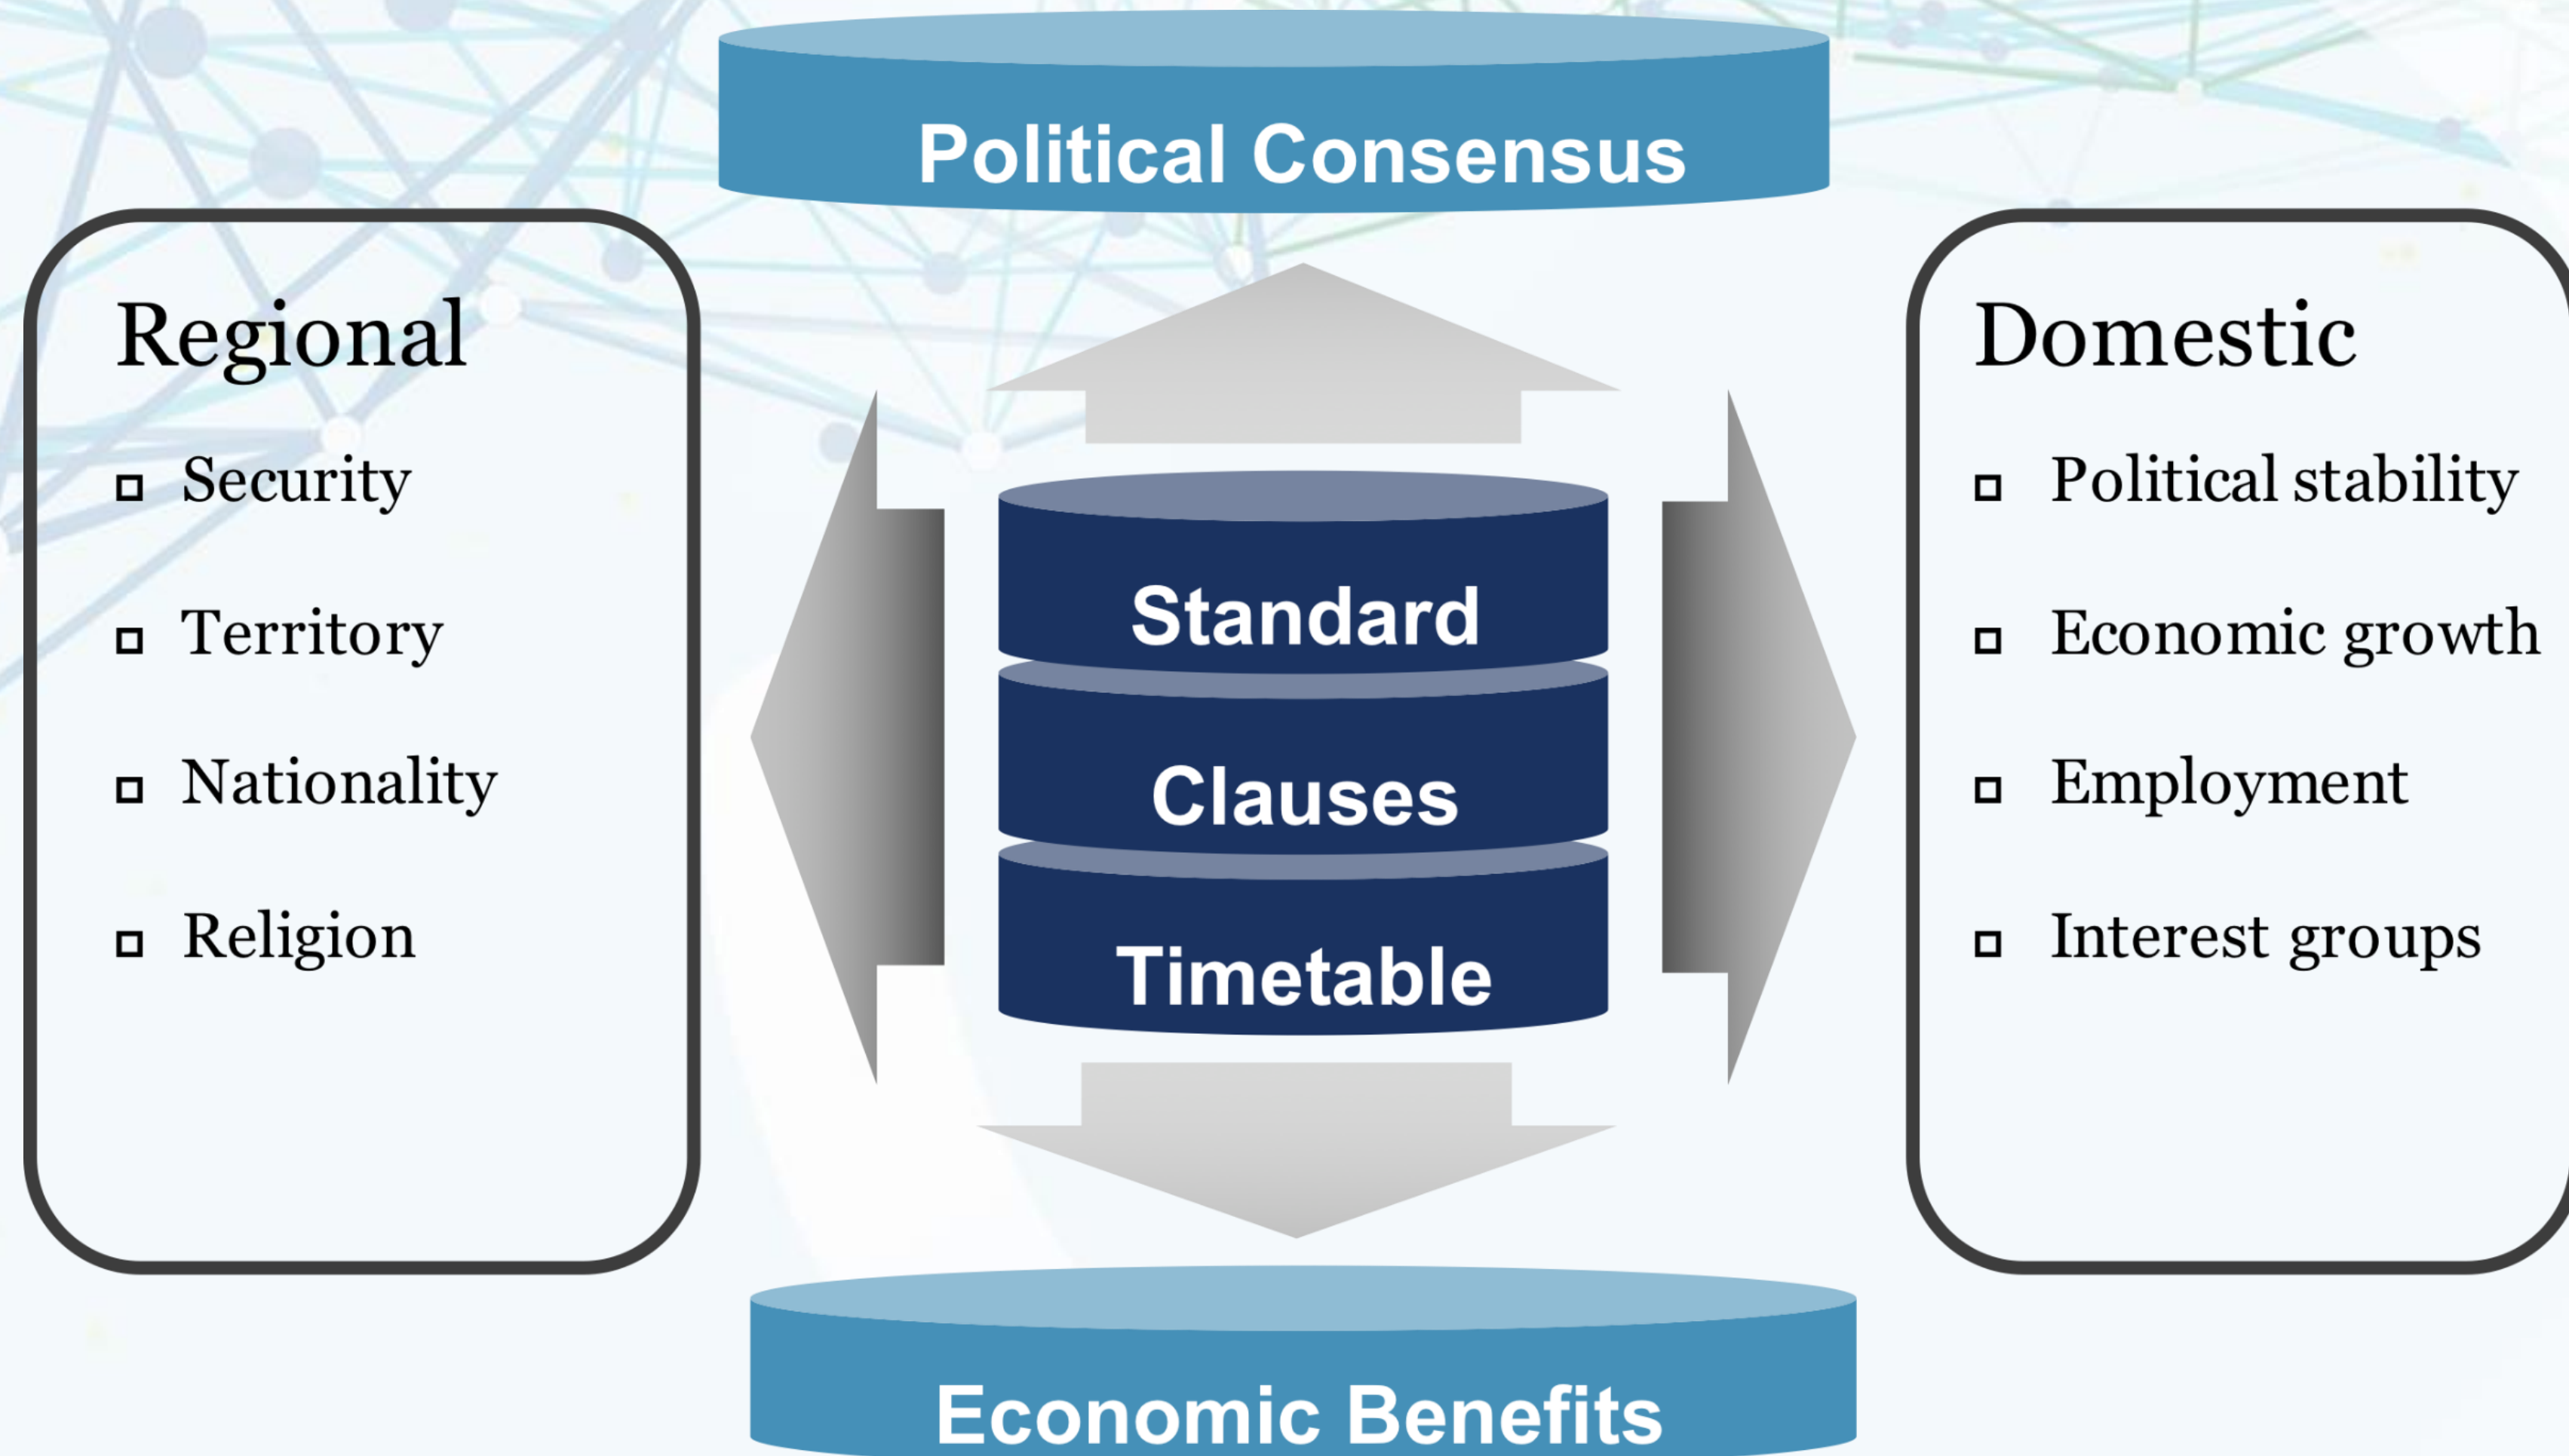 Political Consensus
Regional
Security
Territory
Nationality
Religion
Standard
Clauses
Timetable
Domestic
Political stability
Economic growth
Employment
Interest groups
Economic Benefits